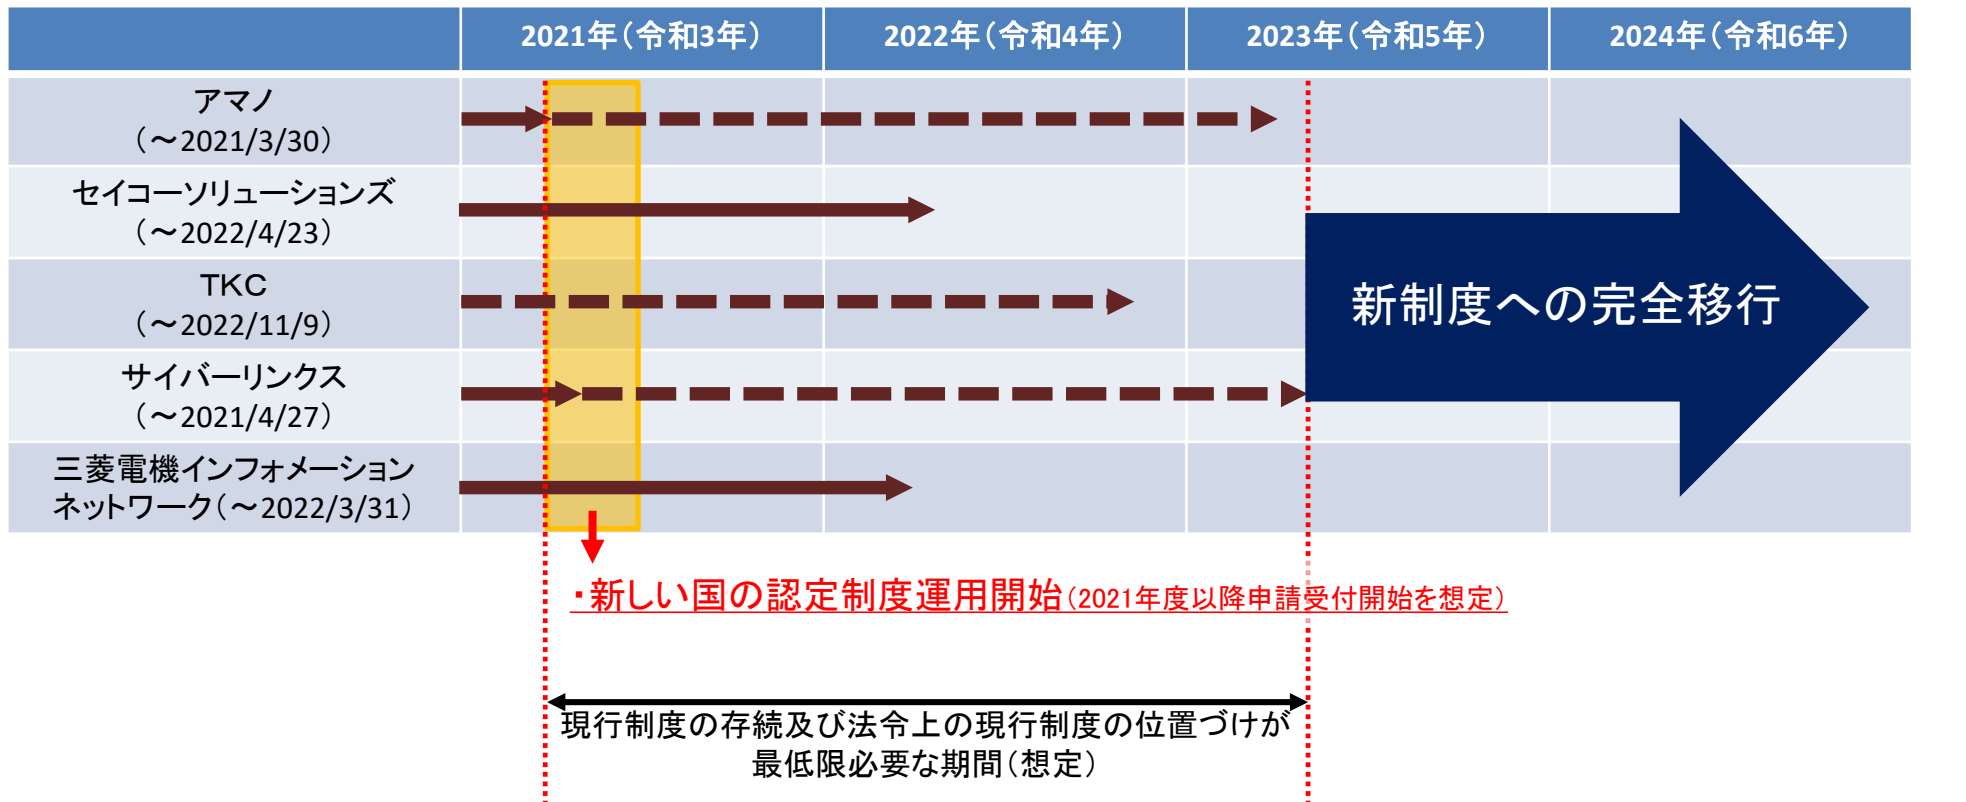 2021年（令和3年） 2022年（令和4年） 2023年（令和5年） 2024年（令和6年）
アマノ
（～2021/3/30）
セイコーソリューションズ
（～2022/4/23）
TKC
（～2022/11/9）
サイバーリンクス
（～2021/4/27）
三菱電機インフォメーション
ネットワーク（～2022/3/31）
新制度への完全移行
・新しい国の認定制度運用開始（2021年度以降申請受付開始を想定）
現行制度の存続及び法令上の現行制度の位置づけが
最低限必要な期間（想定）